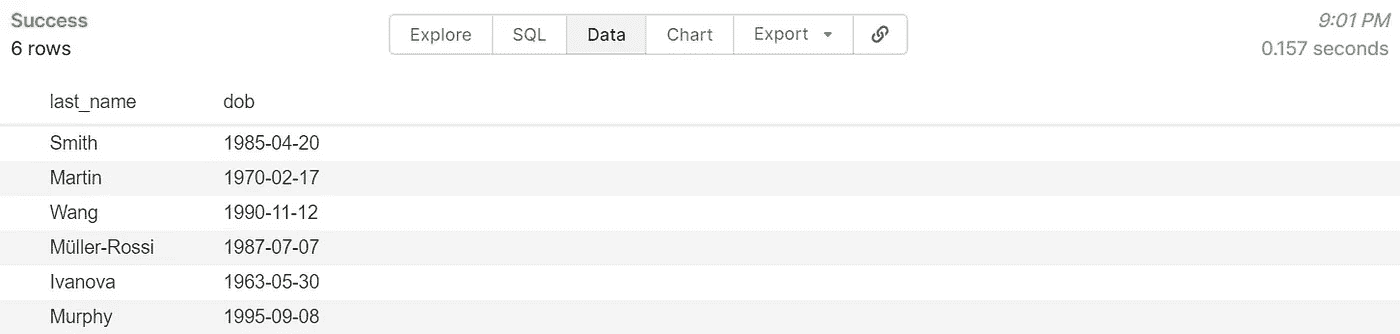 Success
6 rows
Explore SQL Data Chart Export
9:01 PM
0.157 seconds
last_name dob
Smith 1985-04-20
Martin 1970-02-17
Wang 1990-11-12
Müller-Rossi 1987-07-07
Ivanova 1963-05-30
Murphy 1995-09-08